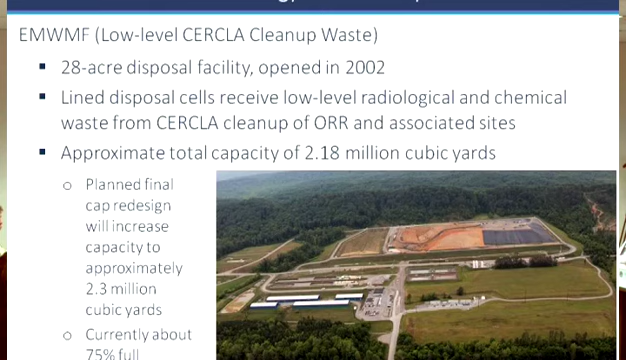 EMWMF (Low-level CERCLA Cleanup Waste)
▪ 28-acre disposal facility, opened in 2002
▪ Lined disposal cells receive low-level radiological and chemical
waste from CERCLA cleanup of ORR and associated sites
▪ Approximate total capacity of 2.18 million cubic yards
o Planned final
cap redesign
will increase
capacity to
approximately
2.3 million
cubic yards
o Currently about
75% full